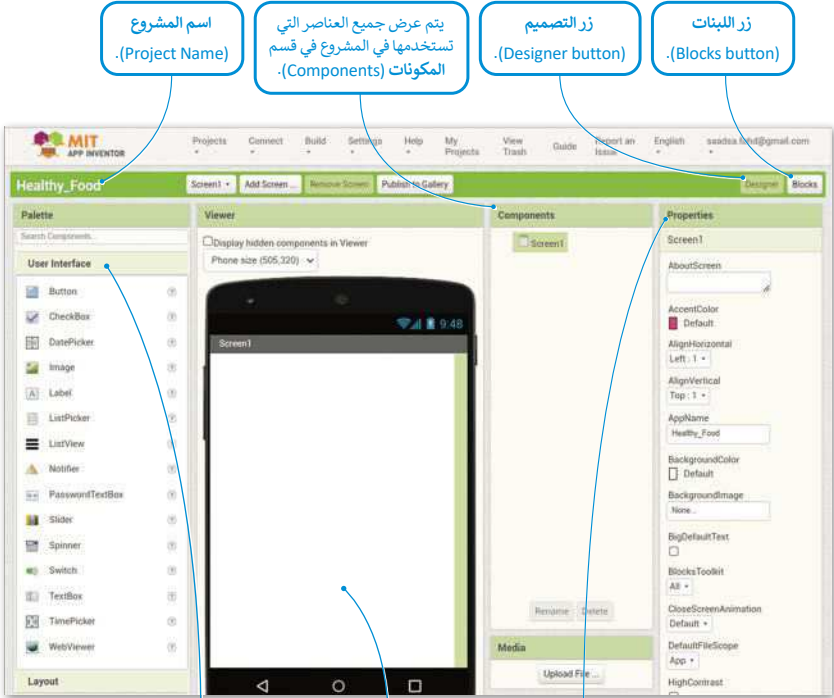 زر اللبنات
(Blocks button).
زر التصميم
(Designer button).
يتم عرض جميع العناصر التي
تستخدمها في المشروع في قسم
المكونات (Components).
اسم المشروع
(Project Name).
MIT
APP INVENTOR
Projects
Connect
Build
Settings
Help
My
Projects
View
Trash
Guide
Report an
Issue
English
Healthy_Food
Screen1
Add Screen ...
Remove Screen
Publish to Gallery
Designer
Blocks
Palette
Search Components...
User Interface
Button
CheckBox
DatePicker
Image
Label
ListPicker
ListView
Notifier
PasswordTextBox
Slider
Spinner
Switch
TextBox
TimePicker
WebViewer
Layout
Viewer
Display hidden components in Viewer
Phone size (505,320)
9:48
Screen1
Components
Screen1
Rename Delete
Media
Upload File ...
Properties
Screen1
AboutScreen
AccentColor
Default
AlignHorizontal
Left : 1
AlignVertical
Top : 1
AppName
Healthy_Food
BackgroundColor
Default
BackgroundImage
None...
BigDefaultText
BlocksToolkit
All
CloseScreenAnimation
Default
DefaultFileScope
App
HighContrast